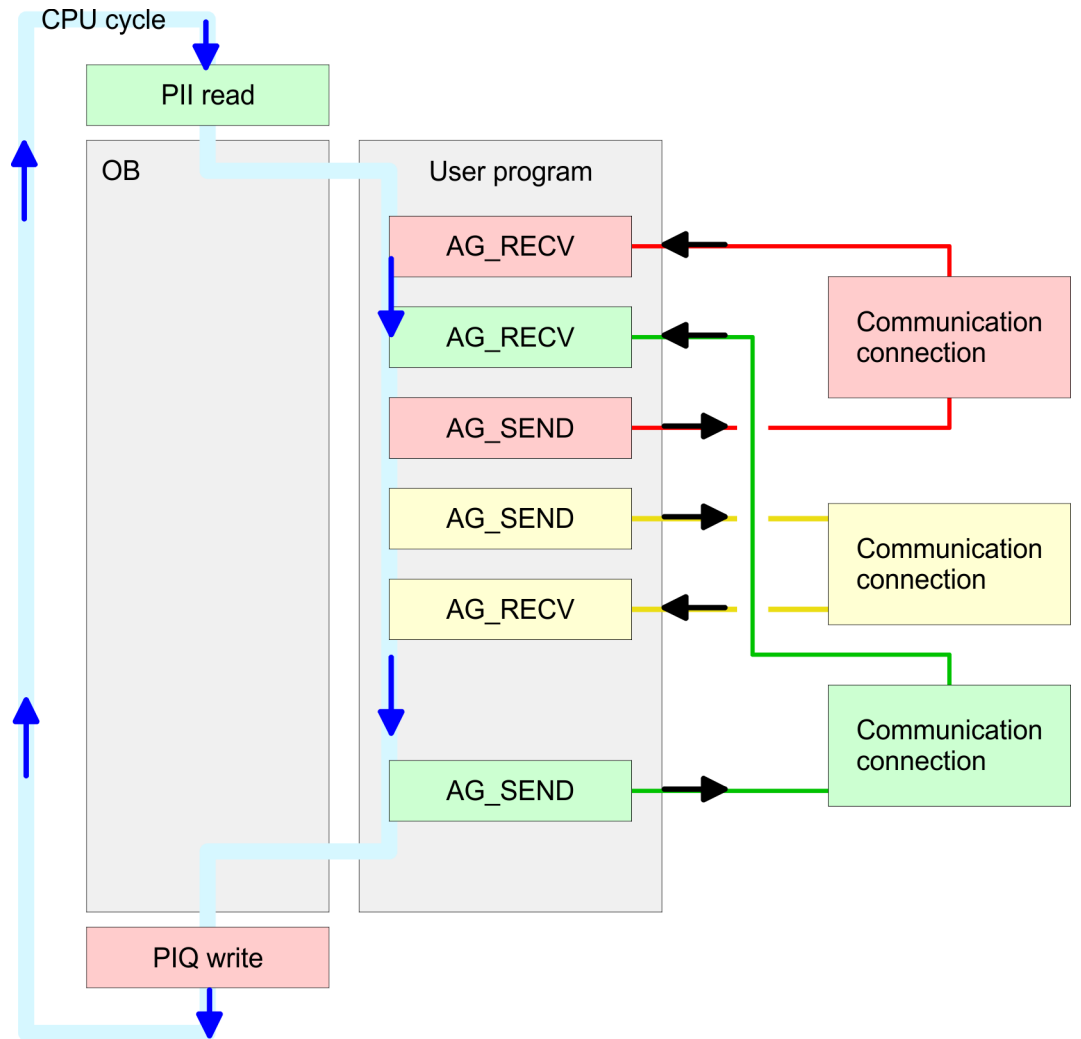 CPU cycle
PII read
OB
User program
AG_RECV
AG_RECV
AG_SEND
AG_SEND
AG_RECV
AG_SEND
Communication
connection
Communication
connection
Communication
connection
PIQ write